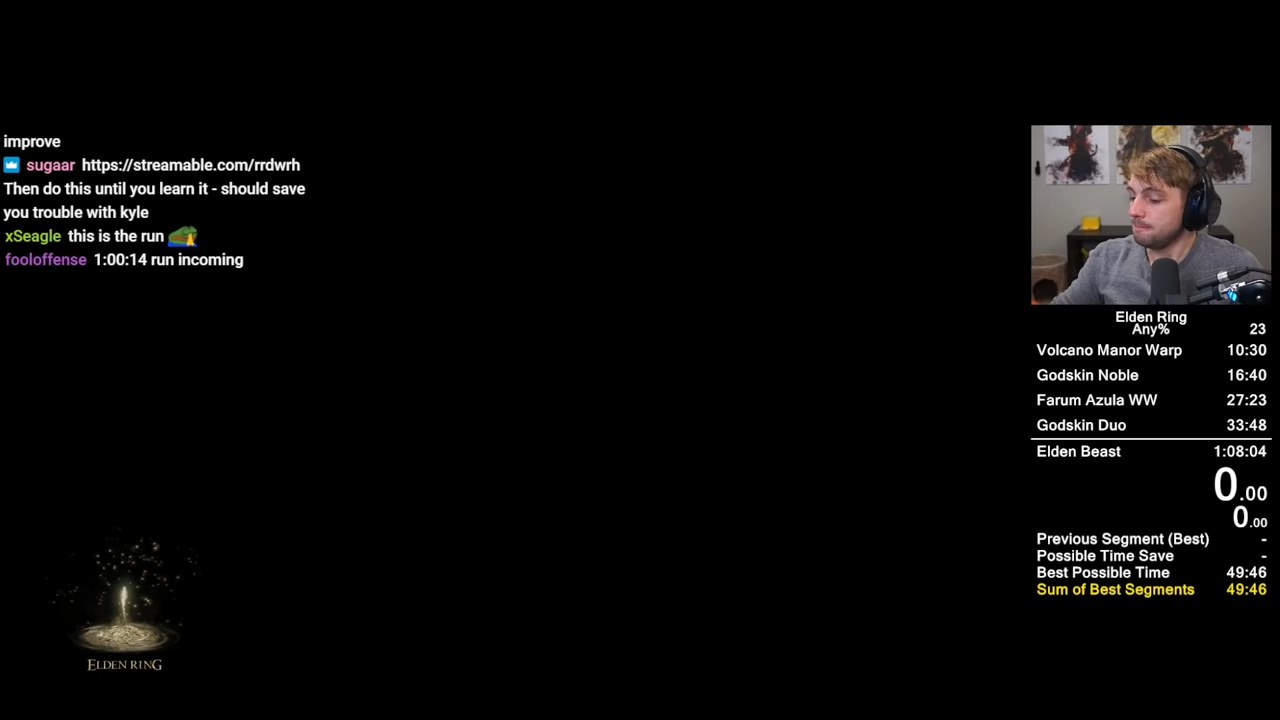 improve
sugaar https://streamable.com/rrdwrh
Then do this until you learn it - should save
you trouble with kyle
xSeagle this is the run
fooloffense 1:00:14 run incoming
Elden Ring
Any% 23
Volcano Manor Warp 10:30
Godskin Noble 16:40
Farum Azula WW 27:23
Godskin Duo 33:48
Elden Beast 1:08:04
0.00
0.00
Previous Segment (Best) -
Possible Time Save -
Best Possible Time 49:46
Sum of Best Segments 49:46
ELDEN RING